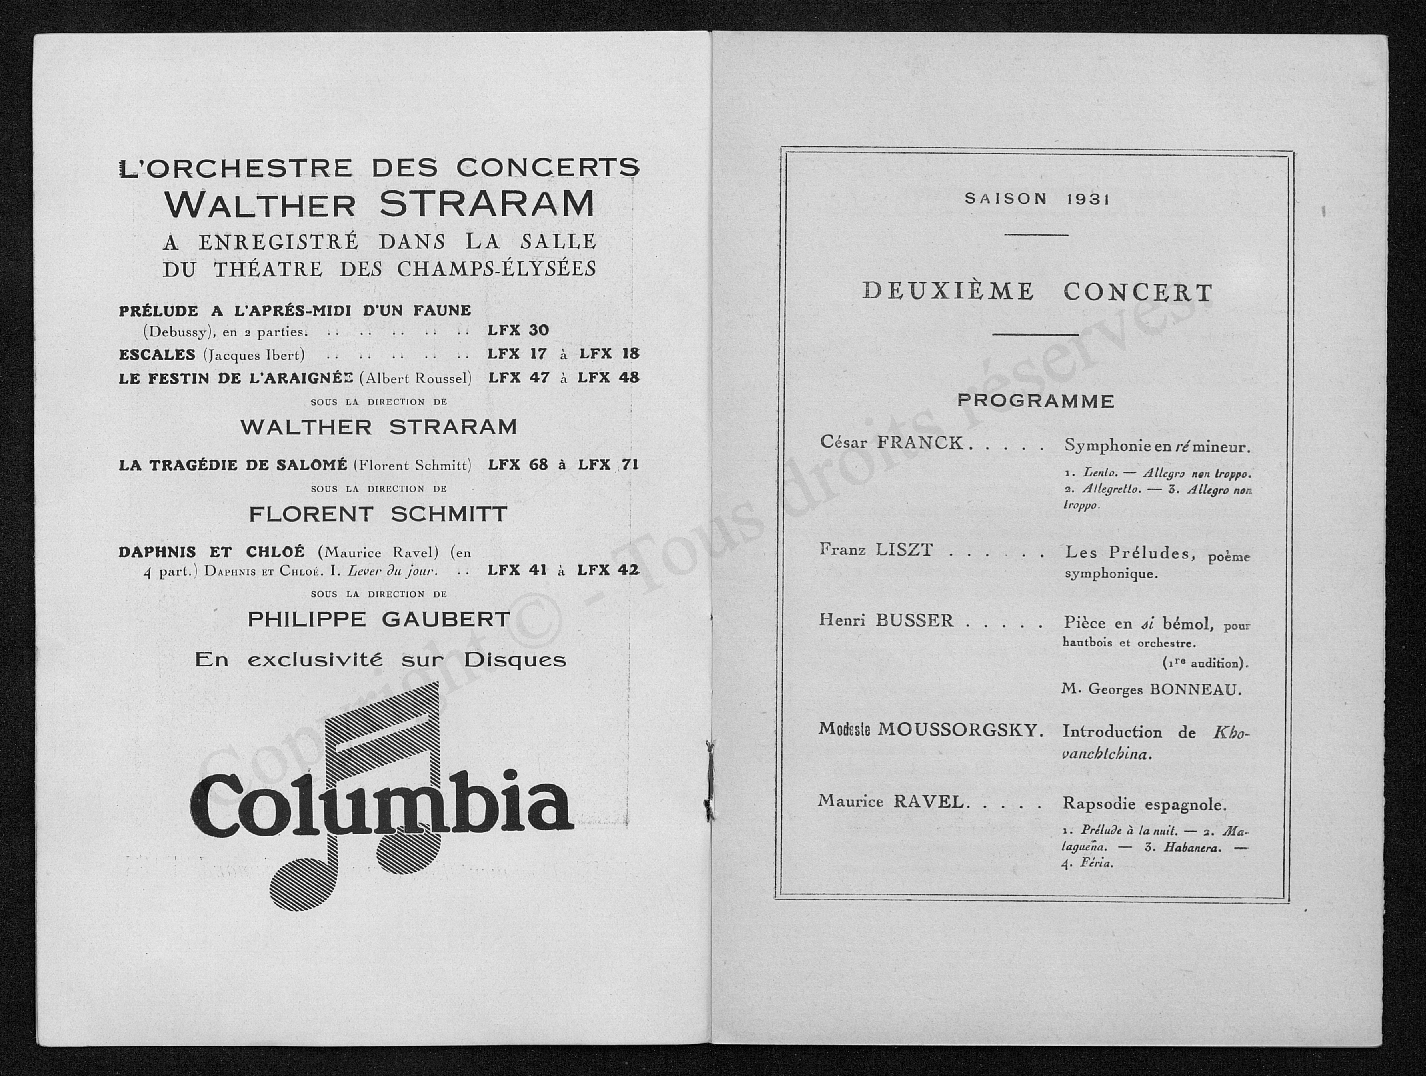 L'ORCHESTRE DES CONCERTS
WALTHER STRARAM
A ENREGISTRÉ DANS LA SALLE
DU THÉATRE DES CHAMPS-ÉLYSÉES
PRÉLUDE A L'APRÉS-MIDI D'UN FAUNE
(Debussy), en 2 parties. .. .. .. .. .. .. LFX 30
ESCALES (Jacques Ibert) .. .. .. .. .. LFX 17 à LFX 18
LE FESTIN DE L'ARAIGNÉE (Albert Roussel) LFX 47 à LFX 48
SOUS LA DIRECTION DE
WALTHER STRARAM
LA TRAGÉDIE DE SALOMÉ (Florent Schmitt) LFX 68 à LFX 71
SOUS LA DIRECTION DE
FLORENT SCHMITT
DAPHNIS ET CHLOÉ (Maurice Ravel) (en
4 part.) DAPHNIS ET CHLOÉ. I. Lever du jour. .. LFX 41 à LFX 42
SOUS LA DIRECTION DE
PHILIPPE GAUBERT
En exclusivité sur Disques
Columbia
SAISON 1931
DEUXIÈME CONCERT
PROGRAMME
César FRANCK. . . . . Symphonie en ré mineur.
1. Lento. — Allegro non troppo.
2. Allegretto. — 3. Allegro non
troppo.
Franz LISZT . . . . . . Les Préludes, poème
symphonique.
Henri BUSSER . . . . . Pièce en si bémol, pour
hautbois et orchestre.
(1re audition).
M. Georges BONNEAU.
Modeste MOUSSORGSKY. Introduction de Kho-
vanchtchina.
Maurice RAVEL. . . . . Rapsodie espagnole.
1. Prélude à la nuit. — 2. Ma-
lagueña. — 3. Habanera. —
4. Féria.
Copyright © - Tous droits réservés.